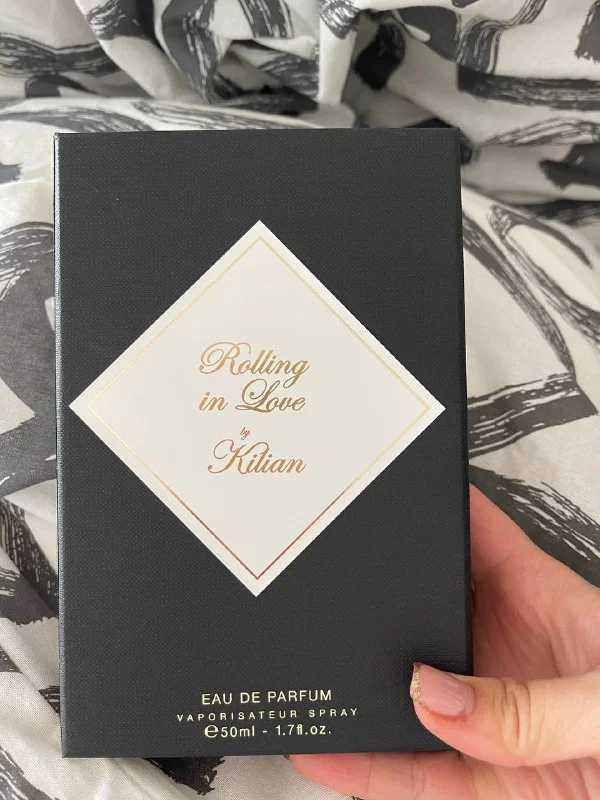 Rolling
in Love
by
Kilian
EAU DE PARFUM
VAPORISATEUR SPRAY
℮50ml - 1.7fl.oz.